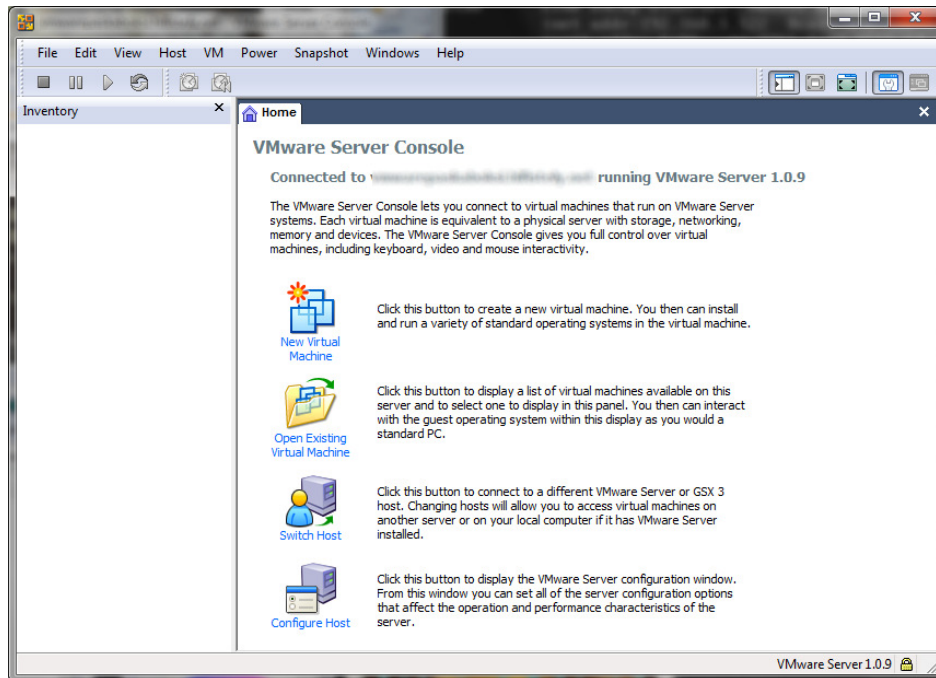 File Edit View Host VM Power Snapshot Windows Help
Inventory
Home
VMware Server Console
Connected to running VMware Server 1.0.9
The VMware Server Console lets you connect to virtual machines that run on VMware Server
systems. Each virtual machine is equivalent to a physical server with storage, networking,
memory and devices. The VMware Server Console gives you full control over virtual
machines, including keyboard, video and mouse interactivity.
New Virtual
Machine
Click this button to create a new virtual machine. You then can install
and run a variety of standard operating systems in the virtual machine.
Open Existing
Virtual Machine
Click this button to display a list of virtual machines available on this
server and to select one to display in this panel. You then can interact
with the guest operating system within this display as you would a
standard PC.
Switch Host
Click this button to connect to a different VMware Server or GSX 3
host. Changing hosts will allow you to access virtual machines on
another server or on your local computer if it has VMware Server
installed.
Configure Host
Click this button to display the VMware Server configuration window.
From this window you can set all of the server configuration options
that affect the operation and performance characteristics of the
server.
VMware Server 1.0.9